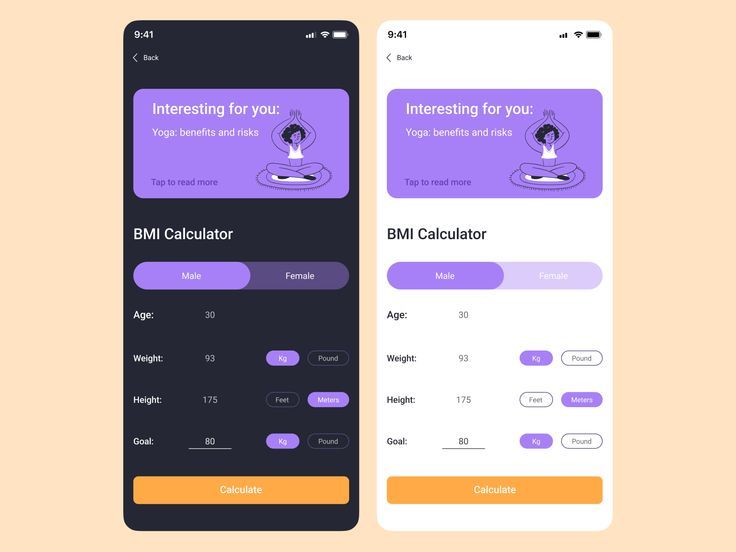 9:41
Back
Interesting for you:
Yoga: benefits and risks
Tap to read more
BMI Calculator
Male Female
Age: 30
Weight: 93 Kg Pound
Height: 175 Feet Meters
Goal: 80 Kg Pound
Calculate
9:41
Back
Interesting for you:
Yoga: benefits and risks
Tap to read more
BMI Calculator
Male Female
Age: 30
Weight: 93 Kg Pound
Height: 175 Feet Meters
Goal: 80 Kg Pound
Calculate